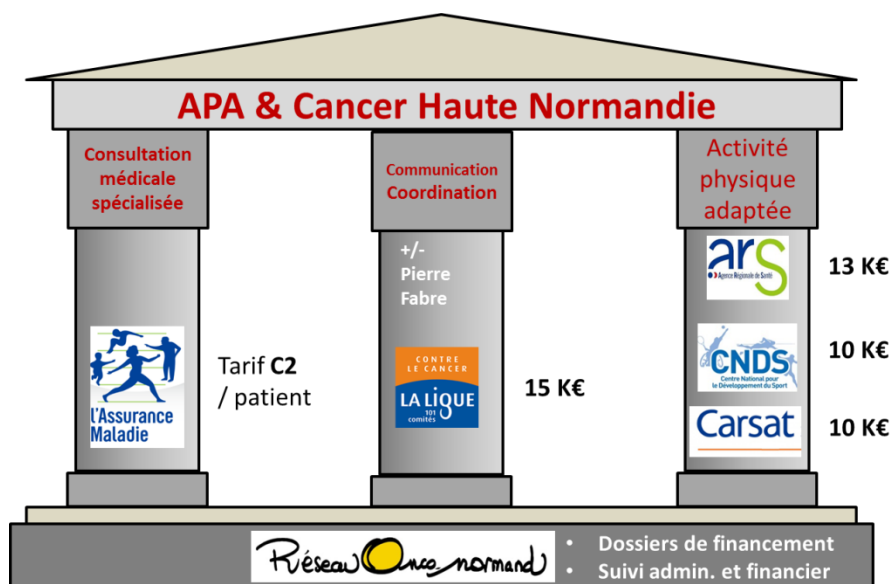 APA & Cancer Haute Normandie
Consultation
médicale
spécialisée
l'Assurance
Maladie
Tarif C2
/ patient
Communication
Coordination
+/-
Pierre
Fabre
CONTRE
LE CANCER
LA LIGUE
101
comités
15 K€
Activité
physique
adaptée
ars
Agence Régionale de Santé
13 K€
CNDS
Centre National pour
le Développement du Sport
10 K€
Carsat
10 K€
Réseau Onco normand
• Dossiers de financement
• Suivi admin. et financier